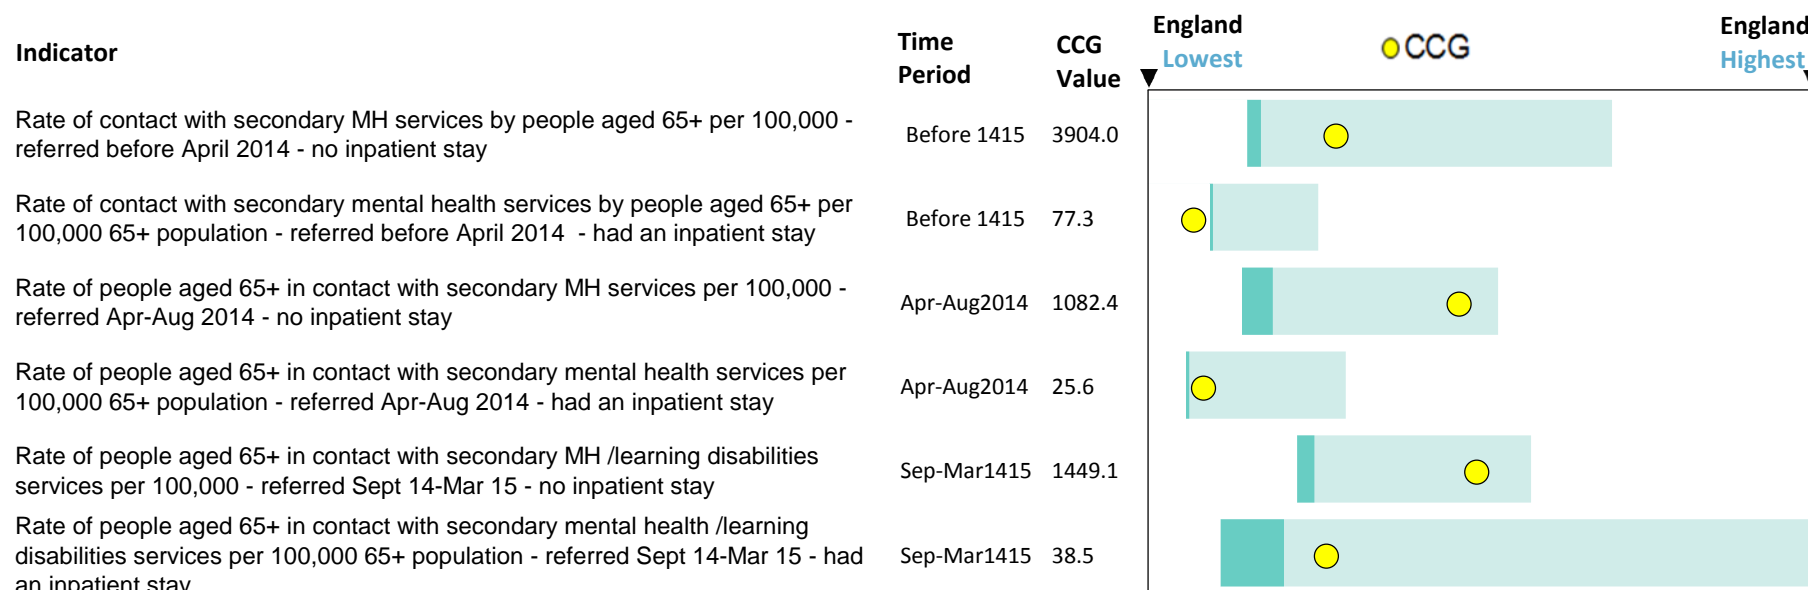 Indicator
Time Period
CCG Value
England Lowest
CCG
England Highest
Rate of contact with secondary MH services by people aged 65+ per 100,000 -
referred before April 2014 - no inpatient stay
Before 1415 3904.0
Rate of contact with secondary mental health services by people aged 65+ per
100,000 65+ population - referred before April 2014 - had an inpatient stay
Before 1415 77.3
Rate of people aged 65+ in contact with secondary MH services per 100,000 -
referred Apr-Aug 2014 - no inpatient stay
Apr-Aug2014 1082.4
Rate of people aged 65+ in contact with secondary mental health services per
100,000 65+ population - referred Apr-Aug 2014 - had an inpatient stay
Apr-Aug2014 25.6
Rate of people aged 65+ in contact with secondary MH /learning disabilities
services per 100,000 - referred Sept 14-Mar 15 - no inpatient stay
Sep-Mar1415 1449.1
Rate of people aged 65+ in contact with secondary mental health /learning
disabilities services per 100,000 65+ population - referred Sept 14-Mar 15 - had
an inpatient stay
Sep-Mar1415 38.5